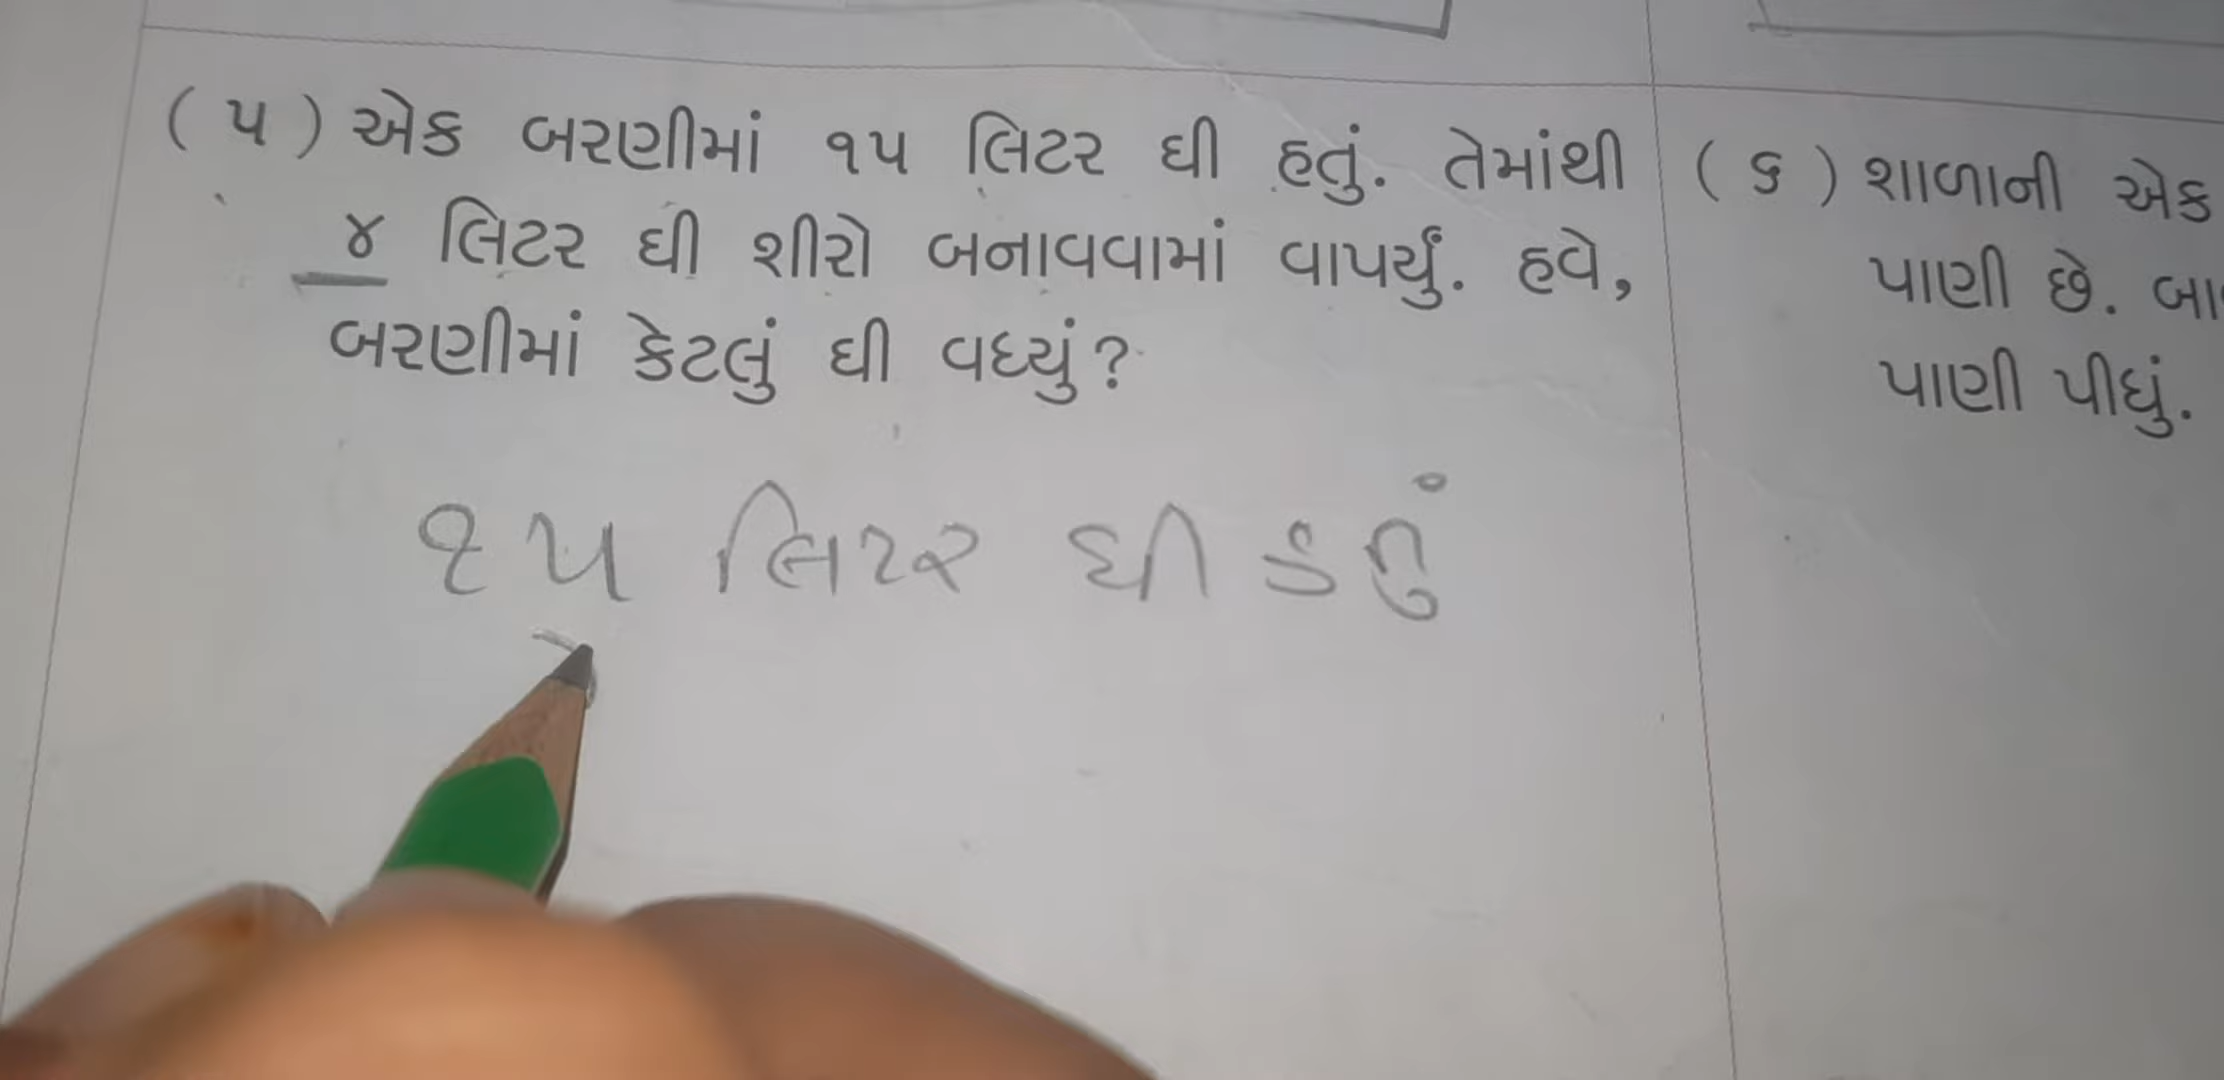 (૫) એક બરણીમાં ૧૫ લિટર ઘી હતું. તેમાંથી
૪ લિટર ઘી શીરો બનાવવામાં વાપર્યું. હવે,
બરણીમાં કેટલું ઘી વધ્યું?
૧૫ લિટર ઘી હતું
(૬) શાળાની એક
પાણી છે. બા
પાણી પીધું.